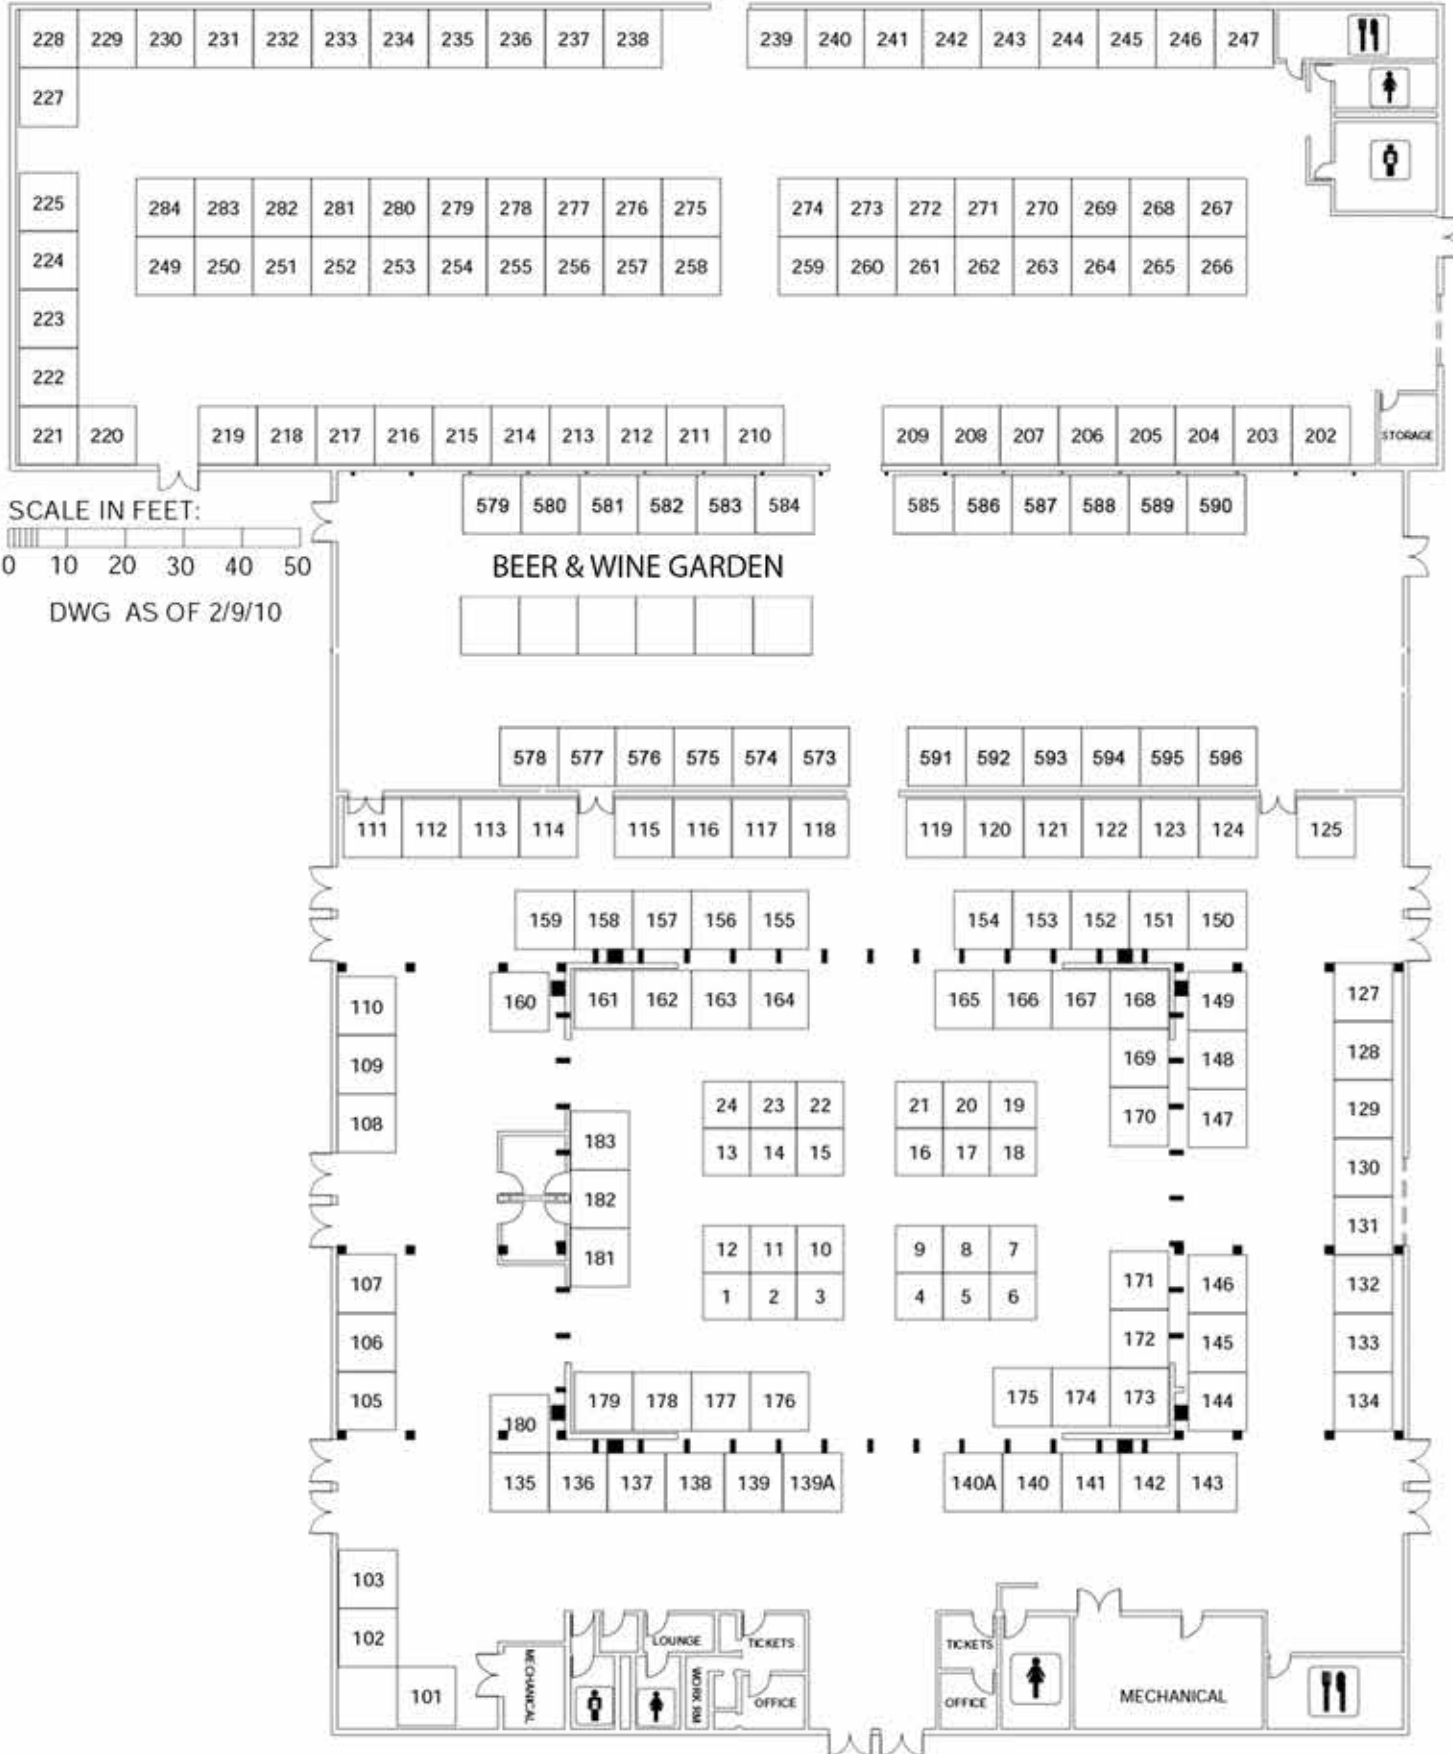 228 229 230 231 232 233 234 235 236 237 238 239 240 241 242 243 244 245 246 247
227
225 284 283 282 281 280 279 278 277 276 275 274 273 272 271 270 269 268 267
224 249 250 251 252 253 254 255 256 257 258 259 260 261 262 263 264 265 266
223
222
221 220 219 218 217 216 215 214 213 212 211 210 209 208 207 206 205 204 203 202 STORAGE
579 580 581 582 583 584 585 586 587 588 589 590
SCALE IN FEET:
0 10 20 30 40 50
BEER & WINE GARDEN
DWG AS OF 2/9/10
578 577 576 575 574 573 591 592 593 594 595 596
111 112 113 114 115 116 117 118 119 120 121 122 123 124 125
159 158 157 156 155 154 153 152 151 150
110 160 161 162 163 164 165 166 167 168 149 127
109 169 148 128
108 24 23 22 21 20 19 170 147 129
183 13 14 15 16 17 18 130
182 131
181 12 11 10 9 8 7
107 1 2 3 4 5 6 171 146 132
106 172 145 133
105 179 178 177 176 175 174 173 144 134
180
135 136 137 138 139 139A 140A 140 141 142 143
103
102 LOUNGE TICKETS TICKETS
101 MECHANICAL WORK RM OFFICE OFFICE MECHANICAL